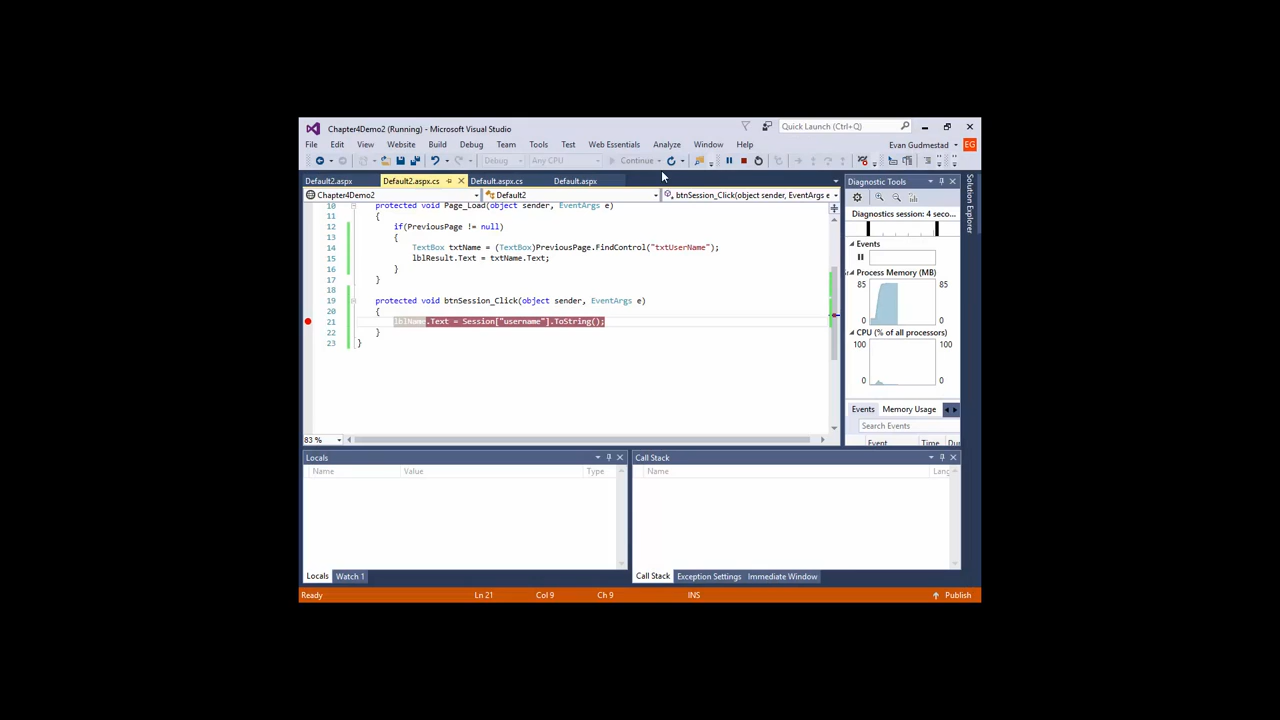 Chapter4Demo2 (Running) - Microsoft Visual Studio
Quick Launch (Ctrl+Q)
File Edit View Website Build Debug Team Tools Test Web Essentials Analyze Window Help
Evan Gudmestad EG
Debug Any CPU Continue
Default2.aspx Default2.aspx.cs Default.aspx.cs Default.aspx
Chapter4Demo2 Default2 btnSession_Click(object sender, EventArgs e
10 protected void Page_Load(object sender, EventArgs e)
11 {
12 if(PreviousPage != null)
13 {
14 TextBox txtName = (TextBox)PreviousPage.FindControl("txtUserName");
15 lblResult.Text = txtName.Text;
16 }
17 }
18
19 protected void btnSession_Click(object sender, EventArgs e)
20 {
21 lblName.Text = Session["username"].ToString();
22 }
23 }
83 %
Diagnostic Tools
Diagnostics session: 4 seco...
Events
Process Memory (MB)
85 85
0 0
CPU (% of all processors)
100 100
0 0
Events Memory Usage
Search Events
Event Time Du
Solution Explorer
Locals
Name Value Type
Locals Watch 1
Call Stack
Name Lang
Call Stack Exception Settings Immediate Window
Ready Ln 21 Col 9 Ch 9 INS Publish